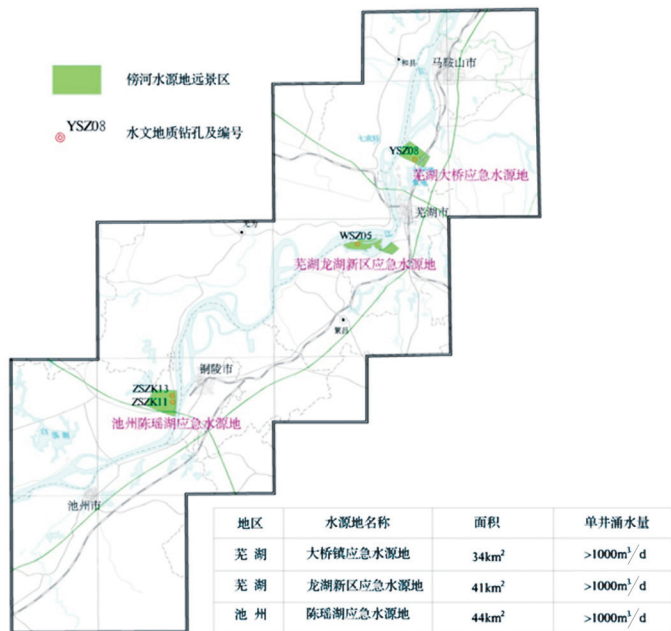 和县
马鞍山市
傍河水源地远景区
YSZ08
水文地质钻孔及编号
YSZ08
芜湖大桥应急水源地
芜湖市
无为
WSZ05
芜湖龙湖新区应急水源地
繁昌
铜陵市
ZSZK13
ZSZK11
池州陈瑶湖应急水源地
池州市
地区 水源地名称 面积 单井涌水量
芜 湖 大桥镇应急水源地 34km² >1000m³/d
芜 湖 龙湖新区应急水源地 41km² >1000m³/d
池 州 陈瑶湖应急水源地 44km² >1000m³/d